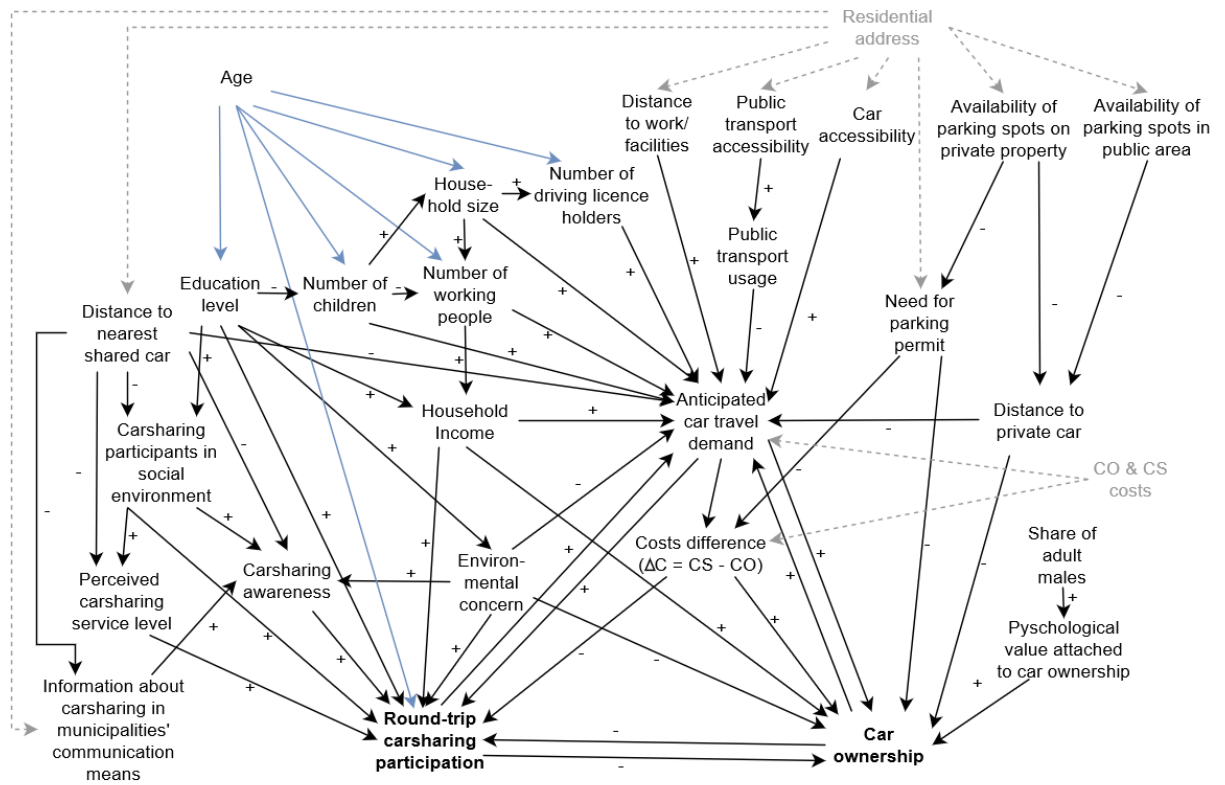 Residential
address
Age
Distance
to work/
facilities
Public
transport
accessibility
Car
accessibility
Availability of
parking spots on
private property
Availability of
parking spots in
public area
House-
hold size
+
Number of
driving licence
holders
+
+
+
Public
transport
usage
Education
level
-
Number of
children
-
Number of
working
people
Need for
parking
permit
Distance to
nearest
shared car
+
+
+
-
+
+
-
+
-
-
-
+
+
-
+
Carsharing
participants in
social
environment
Household
Income
+
Anticipated
car travel
demand
-
Distance to
private car
+
+
-
-
-
-
CO & CS
costs
-
+
+
+
Costs difference
(ΔC = CS - CO)
Share of
adult
males
+
Perceived
carsharing
service level
Carsharing
awareness
+
Environ-
mental
concern
+
+
+
+
-
-
+
+
Pyschological
value attached
to car ownership
+
+
+
+
-
-
+
+
+
Information about
carsharing in
municipalities'
communication
means
Round-trip
carsharing
participation
-
-
Car
ownership